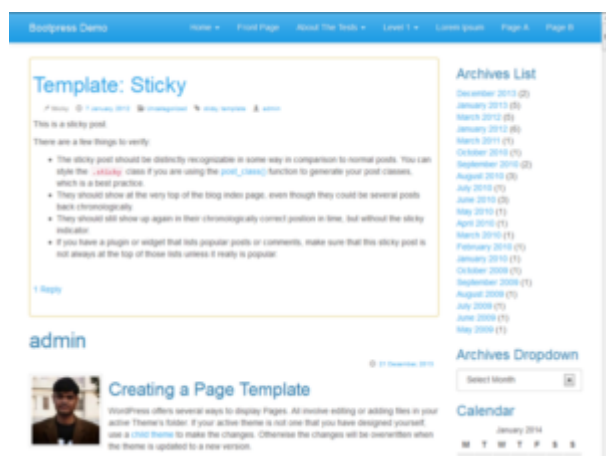 Bootpress Demo
Home
Front Page
About The Tests
Level 1
Lorem Ipsum
Page A
Page B
Template: Sticky
Sticky 7 January, 2012 Uncategorized sticky, template admin
This is a sticky post.
There are a few things to verify:
The sticky post should be distinctly recognizable in some way in comparison to normal posts. You can
style the .sticky class if you are using the post_class() function to generate your post classes,
which is a best practice.
They should show at the very top of the blog index page, even though they could be several posts
back chronologically.
They should still show up again in their chronologically correct postion in time, but without the sticky
indicator.
If you have a plugin or widget that lists popular posts or comments, make sure that this sticky post is
not always at the top of those lists unless it really is popular.
1 Reply
admin
Creating a Page Template
WordPress offers several ways to display Pages. All involve editing or adding files in your
active Theme's folder. If your active theme is not one that you have designed yourself,
use a child theme to make the changes. Otherwise the changes will be overwritten when
the theme is updated to a new version.
Archives List
December 2013 (2)
January 2013 (5)
March 2012 (5)
January 2012 (6)
March 2011 (1)
October 2010 (1)
September 2010 (2)
August 2010 (3)
July 2010 (1)
June 2010 (3)
May 2010 (1)
April 2010 (1)
March 2010 (1)
February 2010 (1)
January 2010 (1)
October 2009 (1)
September 2009 (1)
August 2009 (1)
July 2009 (1)
June 2009 (1)
May 2009 (1)
Archives Dropdown
Select Month
Calendar
January 2014
M T W T F S S